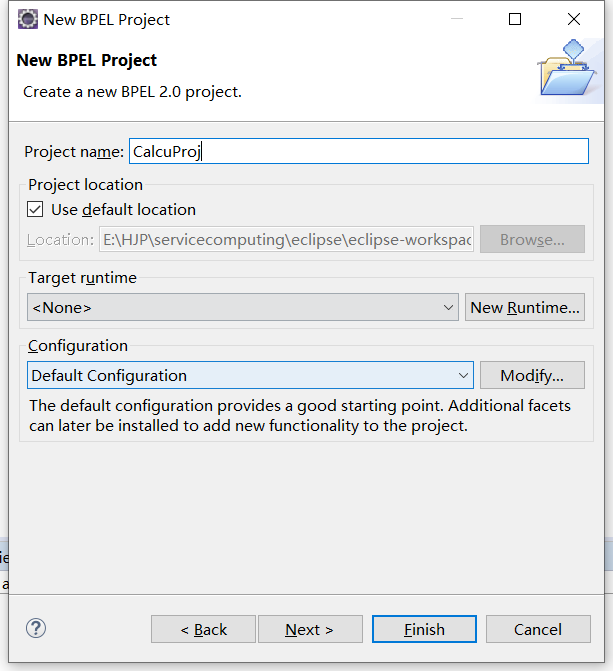 New BPEL Project
New BPEL Project
Create a new BPEL 2.0 project.
Project name: CalcuProj
Project location
Use default location
Location: E:\HJP\servicecomputing\eclipse\eclipse-workspac Browse...
Target runtime
<None> New Runtime...
Configuration
Default Configuration Modify...
The default configuration provides a good starting point. Additional facets
can later be installed to add new functionality to the project.
< Back Next > Finish Cancel